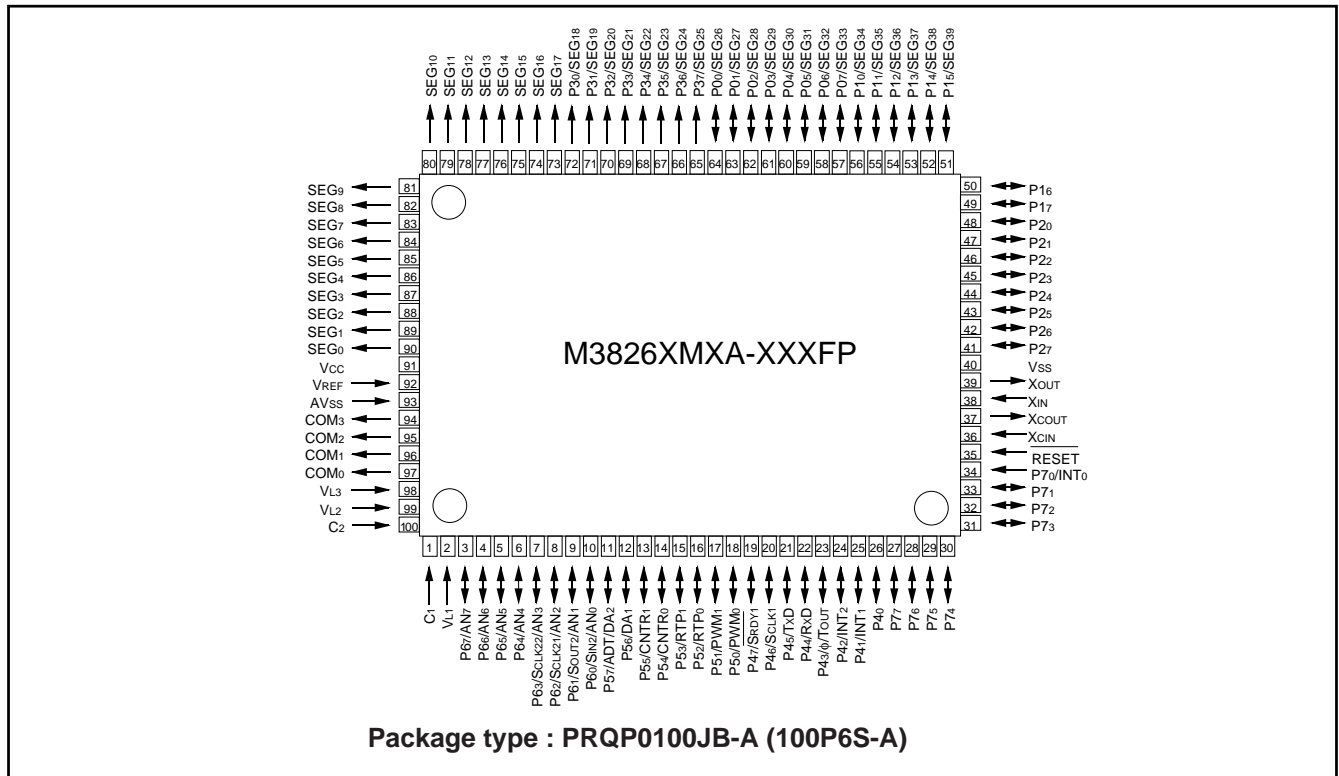 SEG10
SEG11
SEG12
SEG13
SEG14
SEG15
SEG16
SEG17
P30/SEG18
P31/SEG19
P32/SEG20
P33/SEG21
P34/SEG22
P35/SEG23
P36/SEG24
P37/SEG25
P00/SEG26
P01/SEG27
P02/SEG28
P03/SEG29
P04/SEG30
P05/SEG31
P06/SEG32
P07/SEG33
P10/SEG34
P11/SEG35
P12/SEG36
P13/SEG37
P14/SEG38
P15/SEG39
80 79 78 77 76 75 74 73 72 71 70 69 68 67 66 65 64 63 62 61 60 59 58 57 56 55 54 53 52 51
SEG9 81
SEG8 82
SEG7 83
SEG6 84
SEG5 85
SEG4 86
SEG3 87
SEG2 88
SEG1 89
SEG0 90
VCC 91
VREF 92
AVSS 93
COM3 94
COM2 95
COM1 96
COM0 97
VL3 98
VL2 99
C2 100
M3826XMXA-XXXFP
50 P16
49 P17
48 P20
47 P21
46 P22
45 P23
44 P24
43 P25
42 P26
41 P27
40 VSS
39 XOUT
38 XIN
37 XCOUT
36 XCIN
35 RESET
34 P70/INT0
33 P71
32 P72
31 P73
1 2 3 4 5 6 7 8 9 10 11 12 13 14 15 16 17 18 19 20 21 22 23 24 25 26 27 28 29 30
C1
VL1
P67/AN7
P66/AN6
P65/AN5
P64/AN4
P63/SCLK22/AN3
P62/SCLK21/AN2
P61/SOUT2/AN1
P60/SIN2/AN0
P57/ADT/DA2
P56/DA1
P55/CNTR1
P54/CNTR0
P53/RTP1
P52/RTP0
P51/PWM1
P50/PWM0
P47/SRDY1
P46/SCLK1
P45/TxD
P44/RxD
P43/ϕ/TOUT
P42/INT2
P41/INT1
P40
P77
P76
P75
P74
Package type : PRQP0100JB-A (100P6S-A)